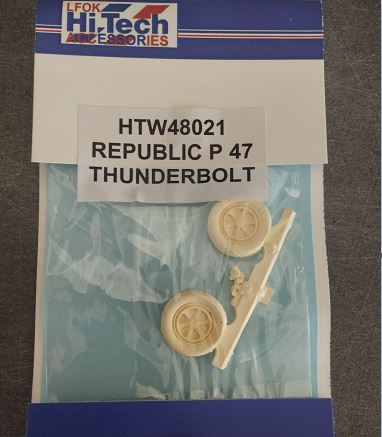 LFOK
Hi.Tech
ACCESSORIES
HTW48021
REPUBLIC P 47
THUNDERBOLT